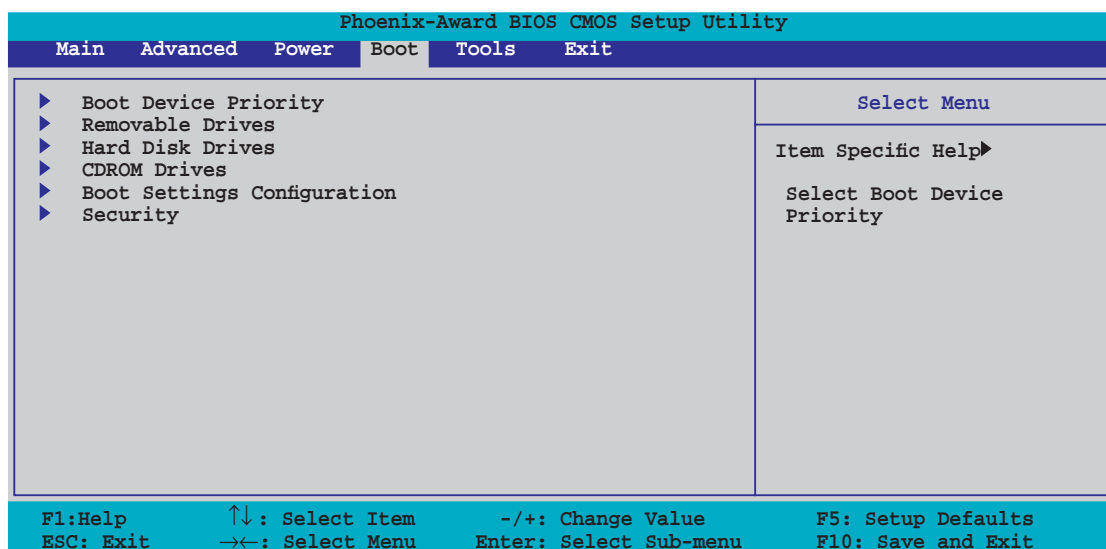 Phoenix-Award BIOS CMOS Setup Utility
Main Advanced Power Boot Tools Exit
Boot Device Priority
Removable Drives
Hard Disk Drives
CDROM Drives
Boot Settings Configuration
Security
Select Menu
Item Specific Help
Select Boot Device
Priority
F1:Help ↑↓: Select Item -/+: Change Value F5: Setup Defaults
ESC: Exit →←: Select Menu Enter: Select Sub-menu F10: Save and Exit